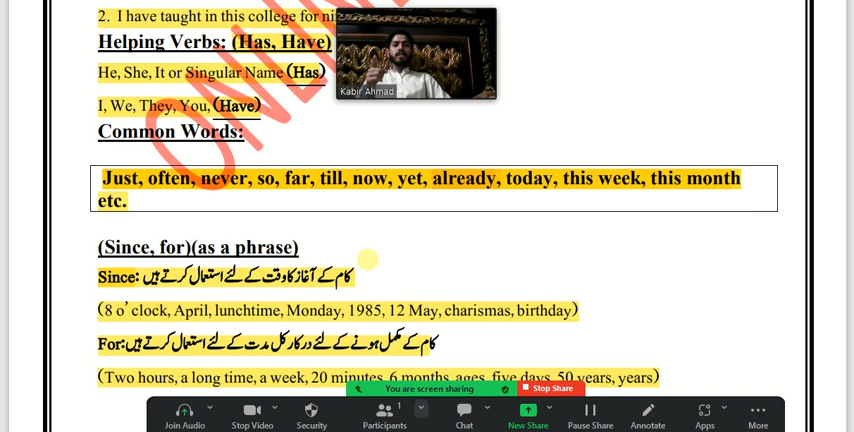 2. I have taught in this college for ni
Helping Verbs: (Has, Have)
He, She, It or Singular Name (Has)
Kabir Ahmad
I, We, They, You, (Have)
Common Words:
ONLINE
Just, often, never, so, far, till, now, yet, already, today, this week, this month
etc.
(Since, for)(as a phrase)
Since: کام کے آغاز کا وقت کے لئے استعمال کرتے ہیں
(8 o' clock, April, lunchtime, Monday, 1985, 12 May, charismas, birthday)
For: کام کے مکمل ہونے کے لئے درکار کل مدت کے لئے استعمال کرتے ہیں
(Two hours, a long time, a week, 20 minutes, 6 months, ages, five days, 50 years, years)
You are screen sharing Stop Share
1
Join Audio Stop Video Security Participants Chat New Share Pause Share Annotate Apps More